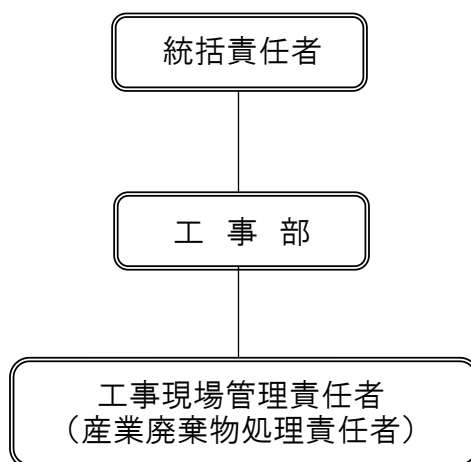 統括責任者
工 事 部
工事現場管理責任者
（産業廃棄物処理責任者）